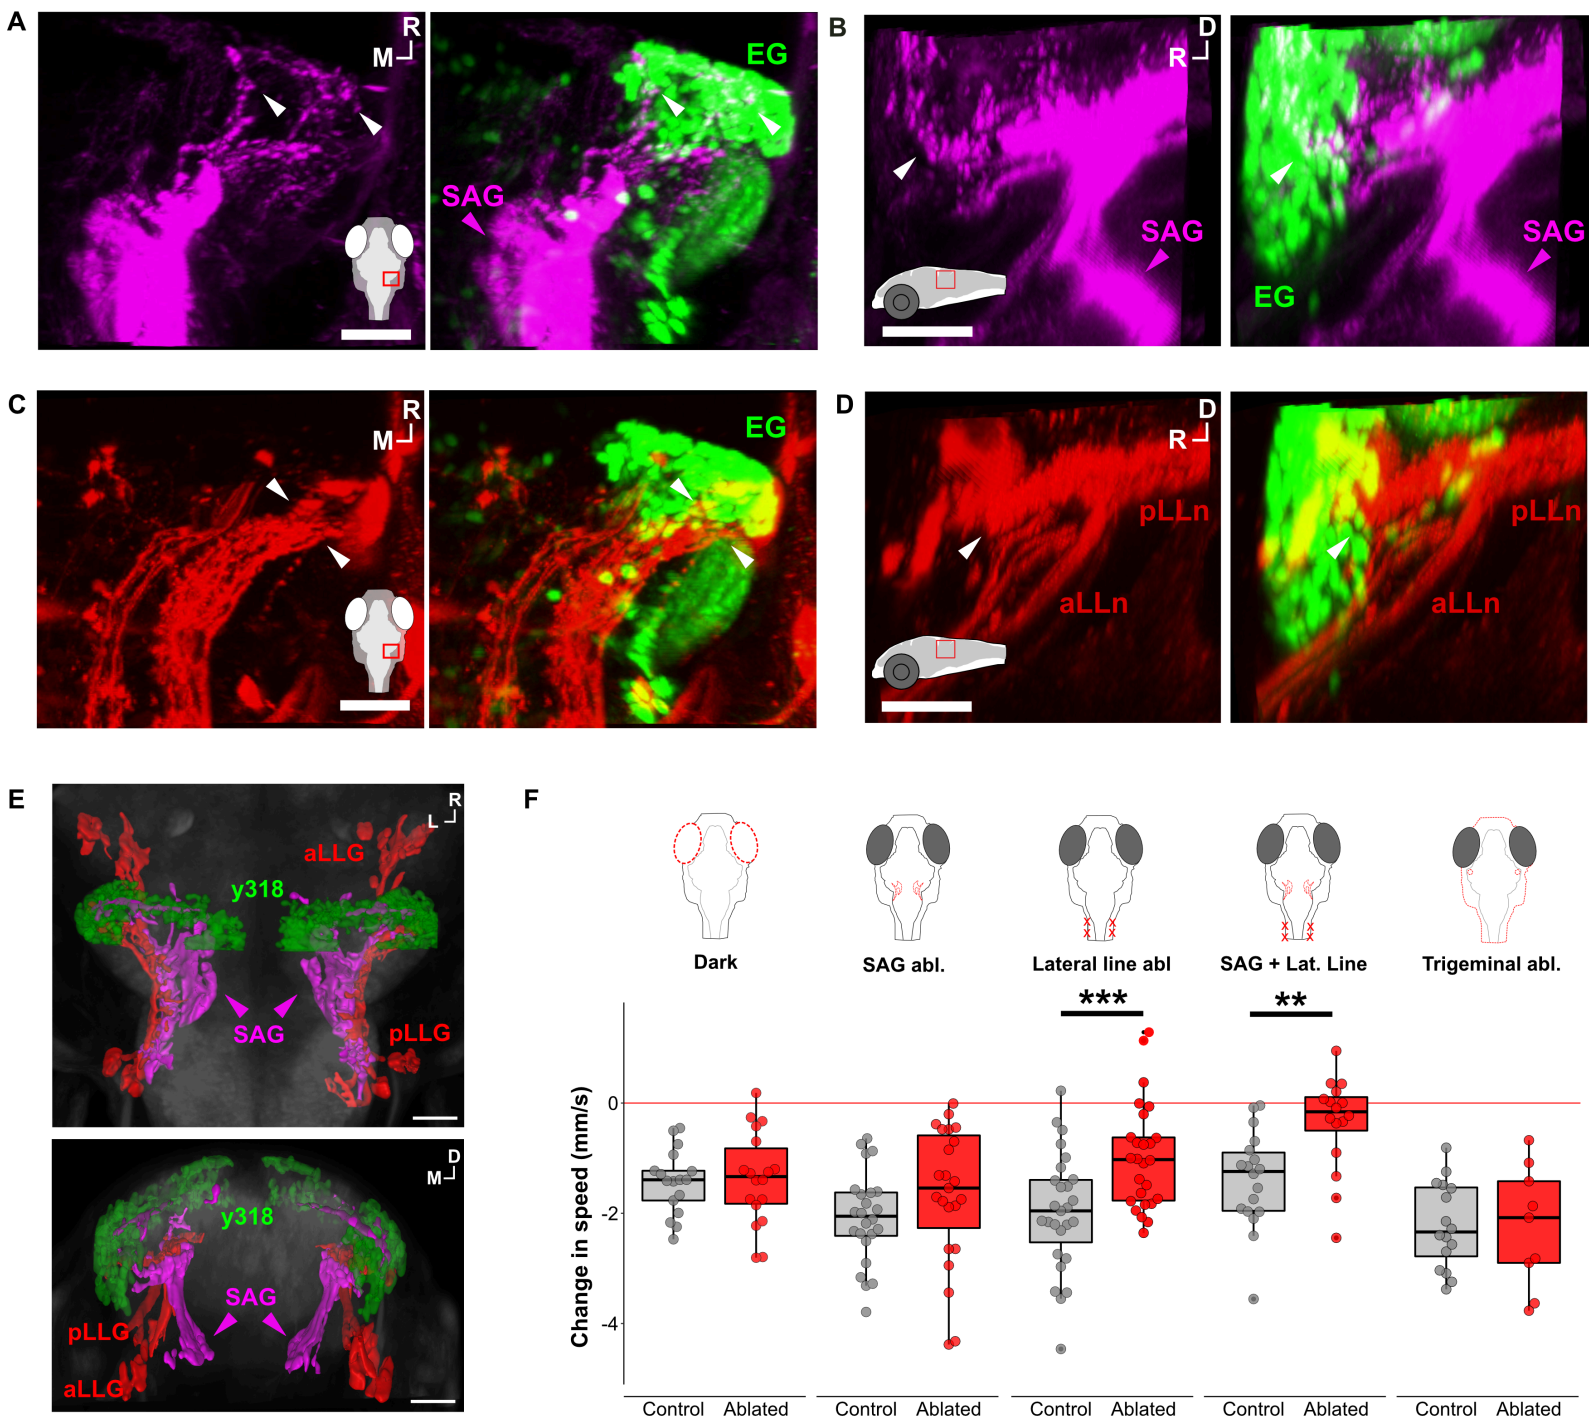 A
R
M
SAG
EG
B
D
R
SAG
EG
SAG
C
R
M
EG
D
D
R
pLLn
aLLn
pLLn
aLLn
E
R
L
aLLG
y318
SAG
pLLG
D
M
y318
SAG
pLLG
aLLG
F
Dark
SAG abl.
Lateral line abl
SAG + Lat. Line
Trigeminal abl.
***
**
Change in speed (mm/s)
0
-2
-4
Control Ablated Control Ablated Control Ablated Control Ablated Control Ablated